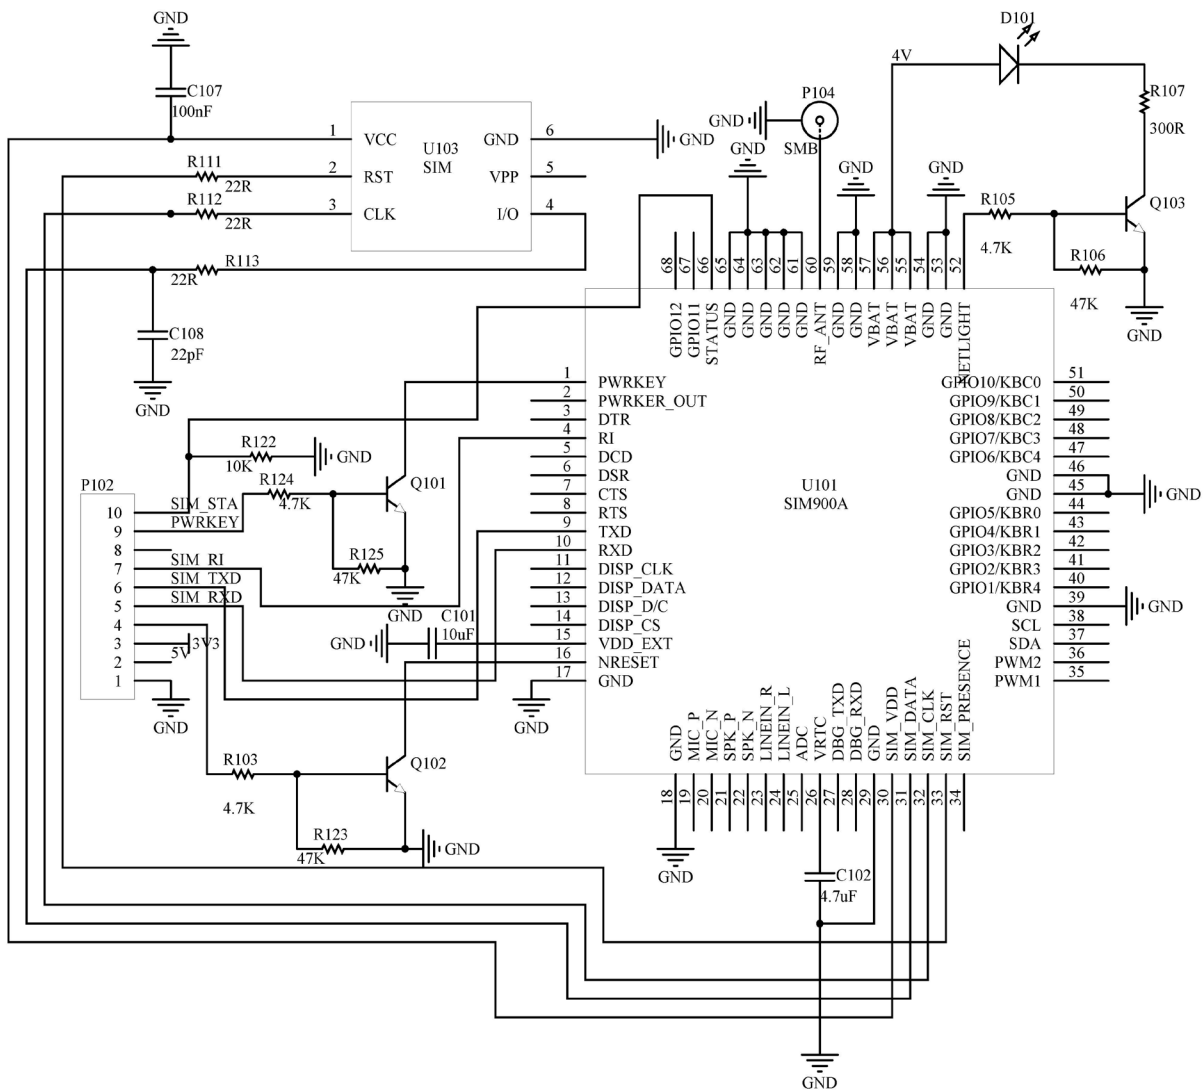 GND
D101
4V
C107
100nF
P104
R107
300R
GND
SMB
1
VCC
GND
6
GND
U103
SIM
R111
22R
2
RST
VPP
5
R112
22R
3
CLK
I/O
4
GND
GND
GND
R105
4.7K
Q103
R113
22R
R106
47K
GND
C108
22pF
GND
68 67 66 65 64 63 62 61 60 59 58 57 56 55 54 53 52
GPIO12 GPIO11 STATUS GND GND GND GND GND RF_ANT GND GND VBAT VBAT VBAT GND GND NETLIGHT
1 PWRKEY
2 PWRKER_OUT
3 DTR
4 RI
5 DCD
6 DSR
7 CTS
8 RTS
9 TXD
10 RXD
11 DISP_CLK
12 DISP_DATA
13 DISP_D/C
14 DISP_CS
15 VDD_EXT
16 NRESET
17 GND
U101
SIM900A
GPIO10/KBC0 51
GPIO9/KBC1 50
GPIO8/KBC2 49
GPIO7/KBC3 48
GPIO6/KBC4 47
GND 46
GND 45
GPIO5/KBR0 44
GPIO4/KBR1 43
GPIO3/KBR2 42
GPIO2/KBR3 41
GPIO1/KBR4 40
GND 39
SCL 38
SDA 37
PWM2 36
PWM1 35
GND
GND
R122
10K
GND
R124
4.7K
Q101
R125
47K
GND
C101
10uF
GND
GND
P102
10 SIM_STA
9 PWRKEY
8
7 SIM_RI
6 SIM_TXD
5 SIM_RXD
4
3 3V3
5V
2
1
GND
GND MIC_P MIC_N SPK_P SPK_N LINEIN_R LINEIN_L ADC VRTC DBG_TXD DBG_RXD GND SIM_VDD SIM_DATA SIM_CLK SIM_RST SIM_PRESENCE
18 19 20 21 22 23 24 25 26 27 28 29 30 31 32 33 34
R103
4.7K
Q102
R123
47K
GND
GND
C102
4.7uF
GND